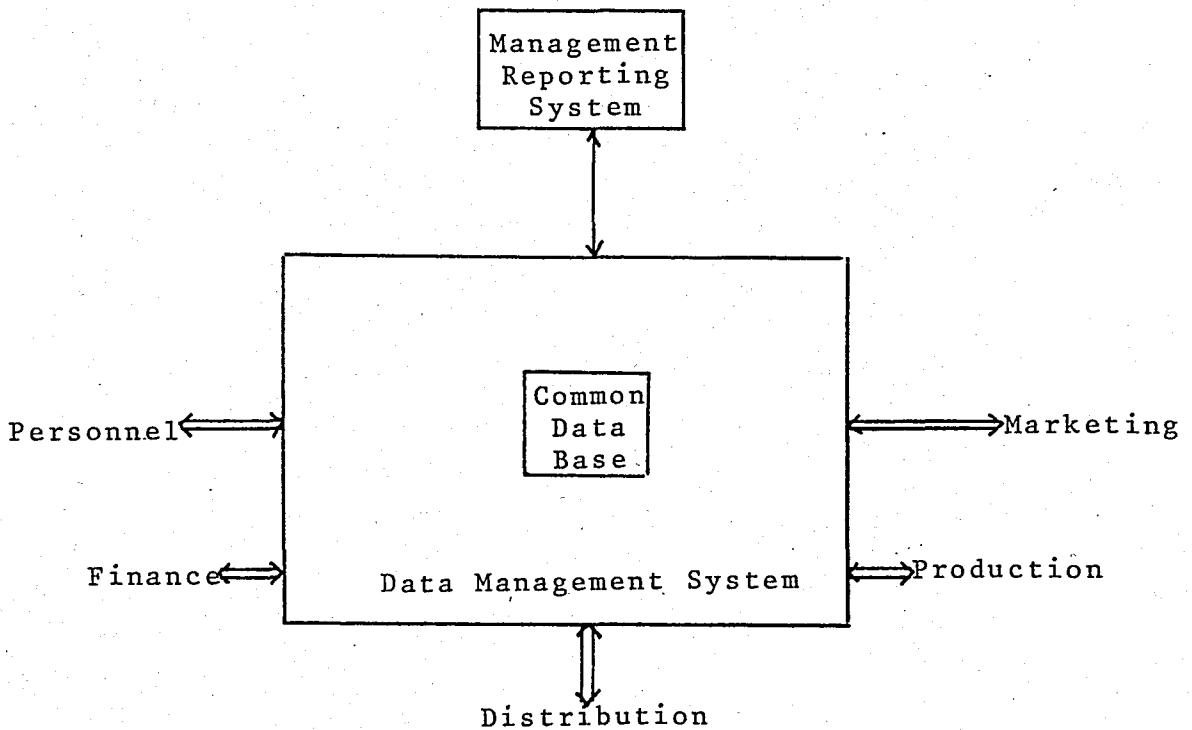 Management
Reporting
System
Common
Data
Base
Personnel
Marketing
Finance
Data Management System
Production
Distribution